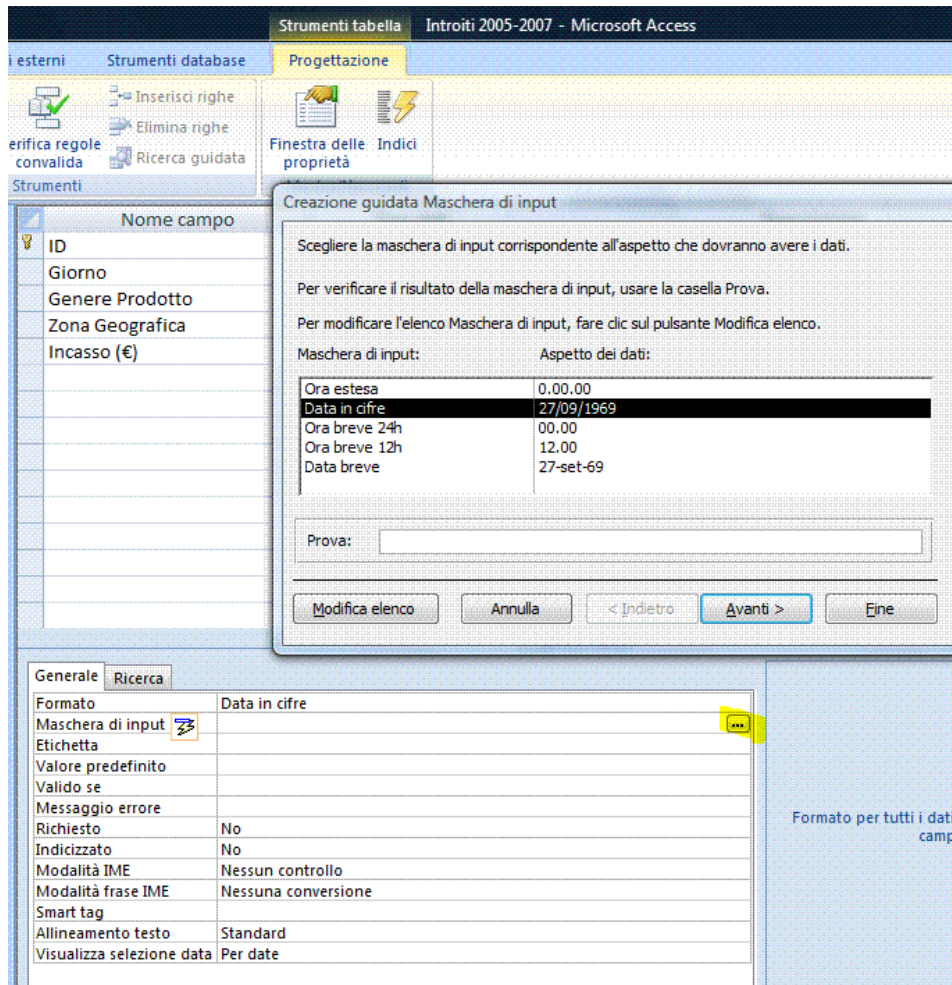 Strumenti tabella Introiti 2005-2007 - Microsoft Access
i esterni Strumenti database Progettazione
Inserisci righe
Elimina righe
Ricerca guidata
erifica regole
convalida
Finestra delle
proprietà
Indici
Strumenti
Nome campo
ID
Giorno
Genere Prodotto
Zona Geografica
Incasso (€)
Creazione guidata Maschera di input
Scegliere la maschera di input corrispondente all'aspetto che dovranno avere i dati.
Per verificare il risultato della maschera di input, usare la casella Prova.
Per modificare l'elenco Maschera di input, fare clic sul pulsante Modifica elenco.
Maschera di input: Aspetto dei dati:
Ora estesa 0.00.00
Data in cifre 27/09/1969
Ora breve 24h 00.00
Ora breve 12h 12.00
Data breve 27-set-69
Prova:
Modifica elenco Annulla < Indietro Avanti > Fine
Generale Ricerca
Formato Data in cifre
Maschera di input ...
Etichetta
Valore predefinito
Valido se
Messaggio errore
Richiesto No
Indicizzato No
Modalità IME Nessun controllo
Modalità frase IME Nessuna conversione
Smart tag
Allineamento testo Standard
Visualizza selezione data Per date
Formato per tutti i dati
camp